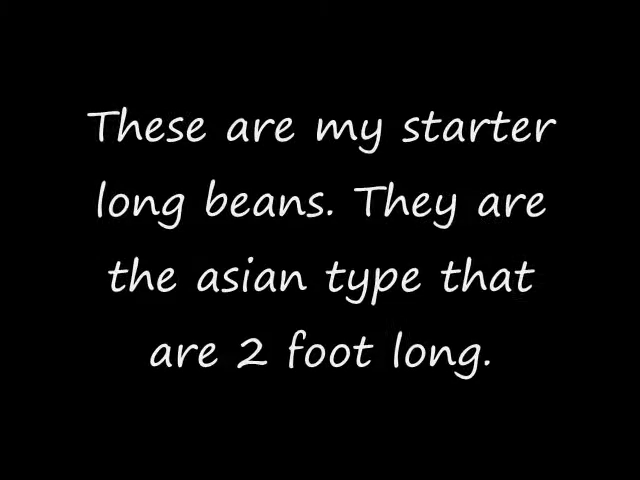 These are my starter
long beans. They are
the asian type that
are 2 foot long.